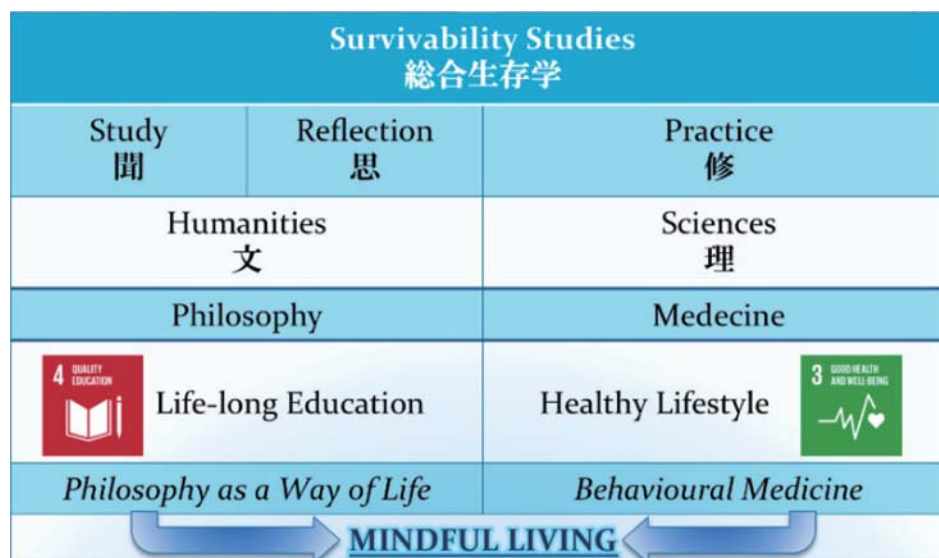 Survivability Studies
総合生存学
Study
聞
Reflection
思
Practice
修
Humanities
文
Sciences
理
Philosophy
Medecine
4 QUALITY
EDUCATION
Life-long Education
Healthy Lifestyle
3 GOOD HEALTH
AND WELL-BEING
Philosophy as a Way of Life
Behavioural Medicine
MINDFUL LIVING